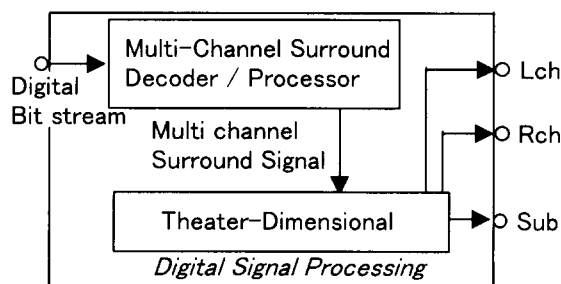 Multi-Channel Surround
Decoder / Processor
Digital
Bit stream
Multi channel
Surround Signal
Theater-Dimensional
Digital Signal Processing
Lch
Rch
Sub